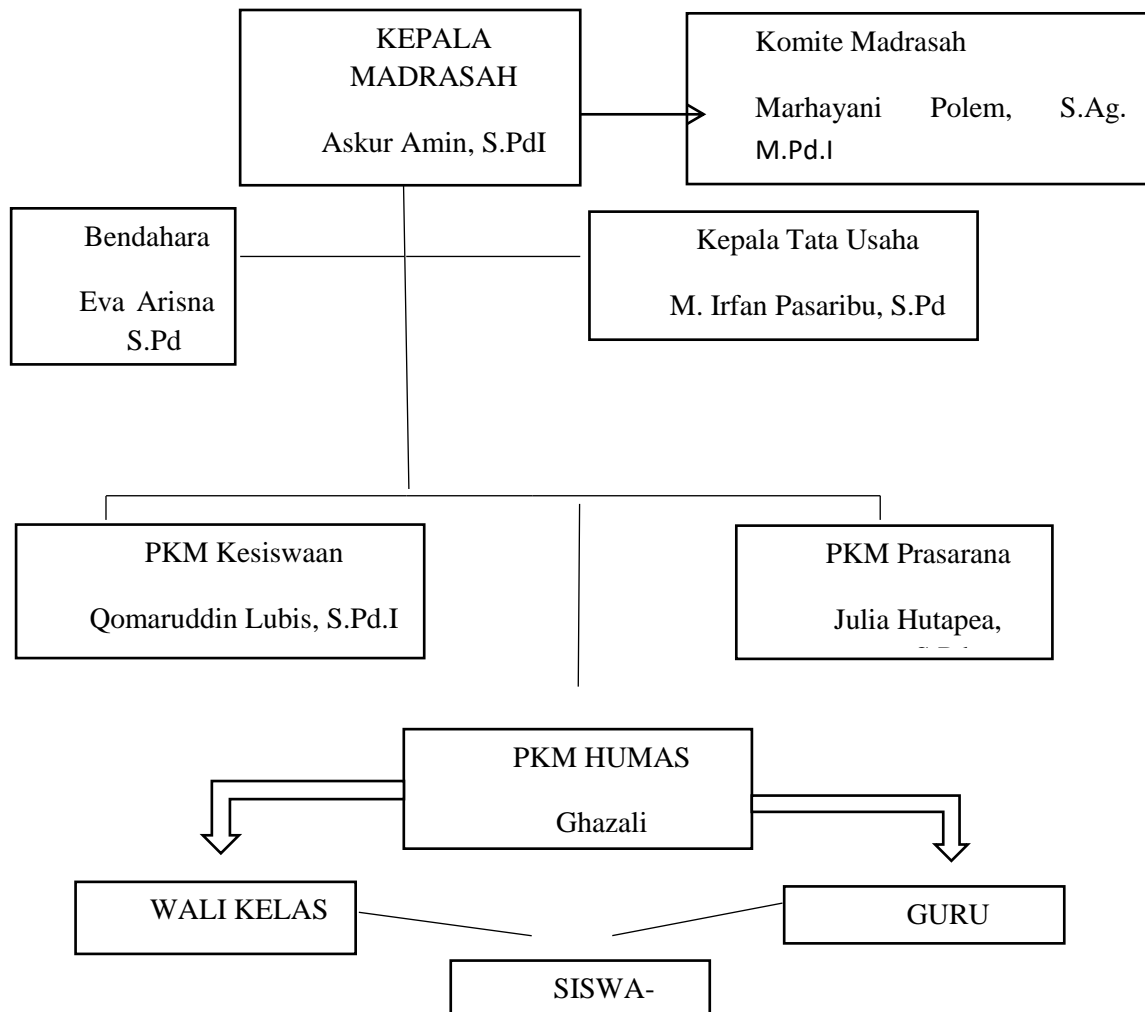 KEPALA
MADRASAH
Askur Amin, S.PdI
Komite Madrasah
Marhayani Polem, S.Ag.
M.Pd.I
Bendahara
Eva Arisna
S.Pd
Kepala Tata Usaha
M. Irfan Pasaribu, S.Pd
PKM Kesiswaan
Qomaruddin Lubis, S.Pd.I
PKM Prasarana
Julia Hutapea,
PKM HUMAS
Ghazali
WALI KELAS
GURU
SISWA-